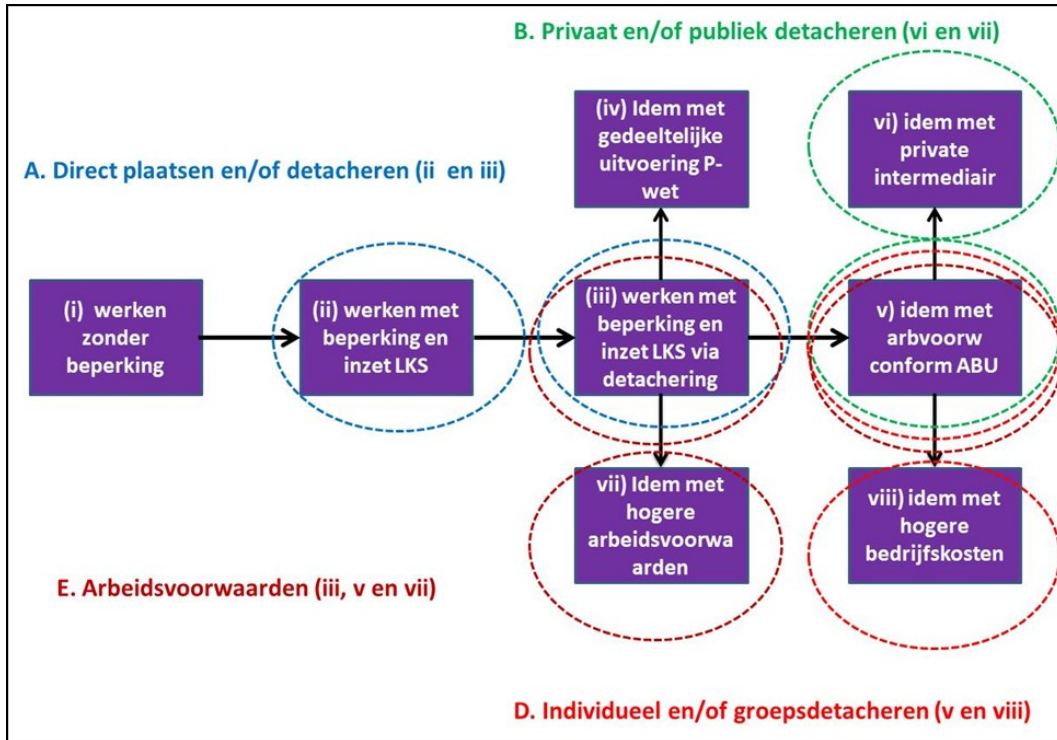 B. Privaat en/of publiek detacheren (vi en vii)
(iv) Idem met
gedeeltelijke
uitvoering P-
wet
vi) idem met
private
intermediair
A. Direct plaatsen en/of detacheren (ii en iii)
(i) werken
zonder
beperking
(ii) werken met
beperking en
inzet LKS
(iii) werken met
beperking en
inzet LKS via
detachering
v) idem met
arbvoorw
conform ABU
vii) Idem met
hogere
arbeidsvoorwa
arden
viii) idem met
hogere
bedrijfskosten
E. Arbeidsvoorwaarden (iii, v en vii)
D. Individueel en/of groepsdetacheren (v en viii)